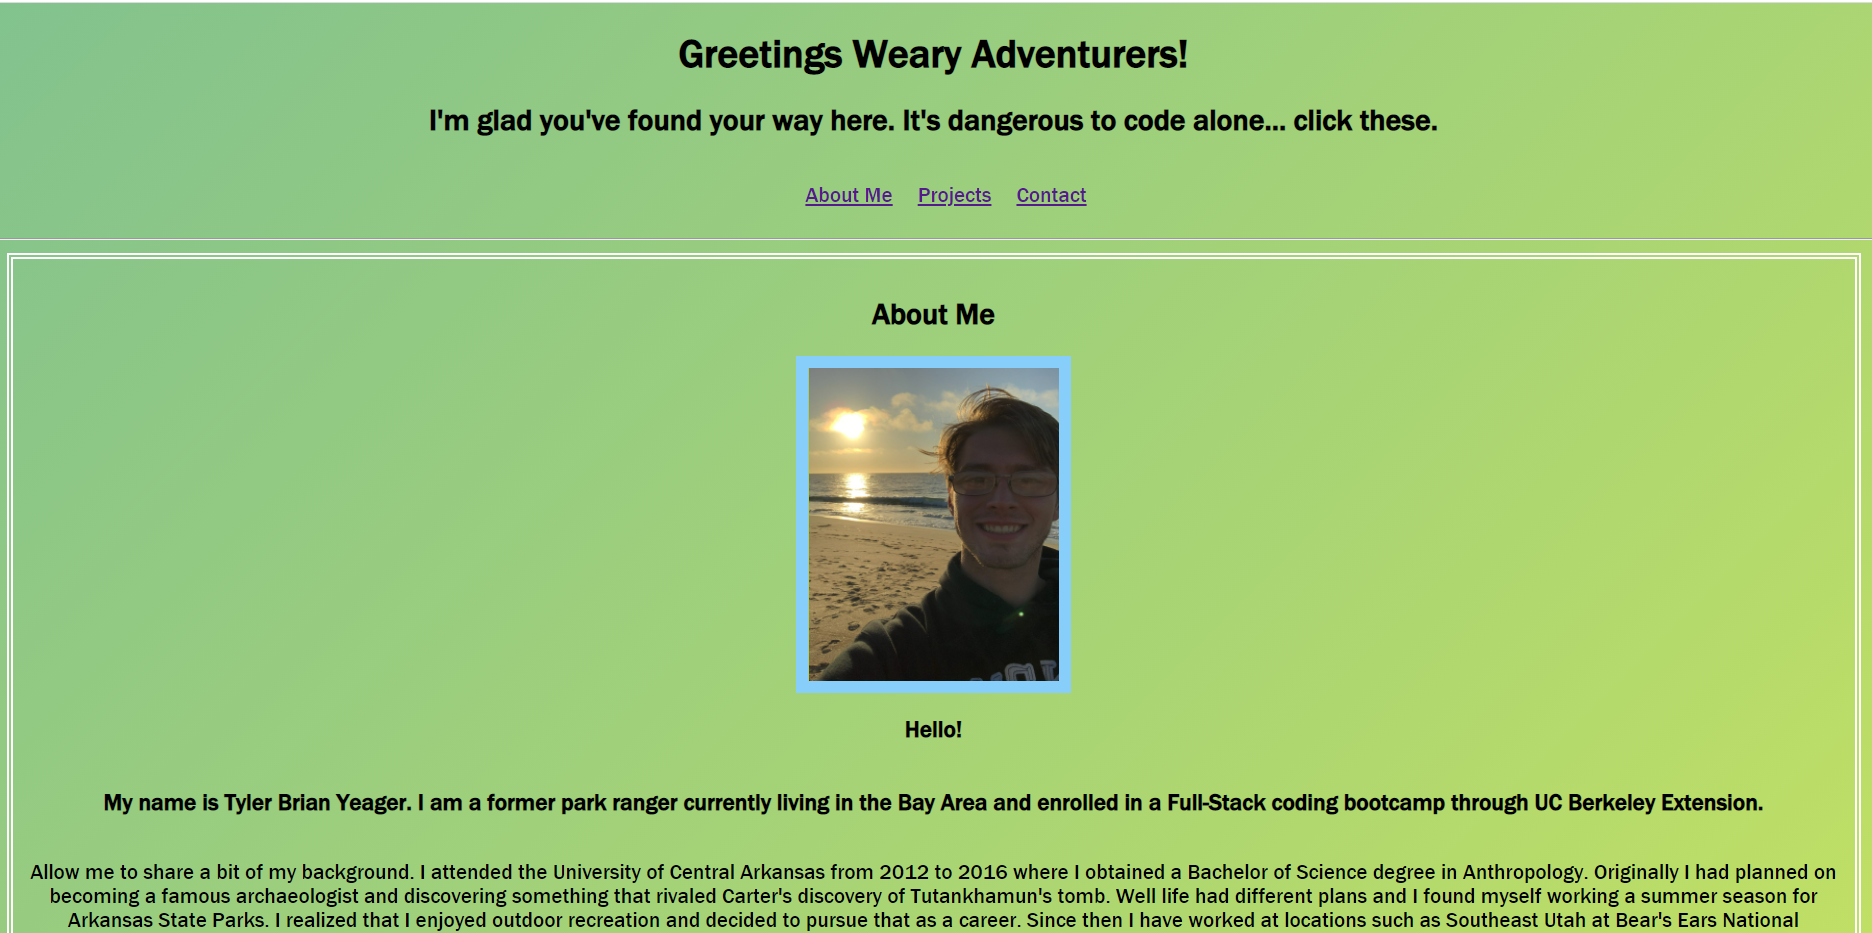 Greetings Weary Adventurers!
I'm glad you've found your way here. It's dangerous to code alone... click these.
About Me Projects Contact
About Me
Hello!
My name is Tyler Brian Yeager. I am a former park ranger currently living in the Bay Area and enrolled in a Full-Stack coding bootcamp through UC Berkeley Extension.
Allow me to share a bit of my background. I attended the University of Central Arkansas from 2012 to 2016 where I obtained a Bachelor of Science degree in Anthropology. Originally I had planned on
becoming a famous archaeologist and discovering something that rivaled Carter's discovery of Tutankhamun's tomb. Well life had different plans and I found myself working a summer season for
Arkansas State Parks. I realized that I enjoyed outdoor recreation and decided to pursue that as a career. Since then I have worked at locations such as Southeast Utah at Bear's Ears National